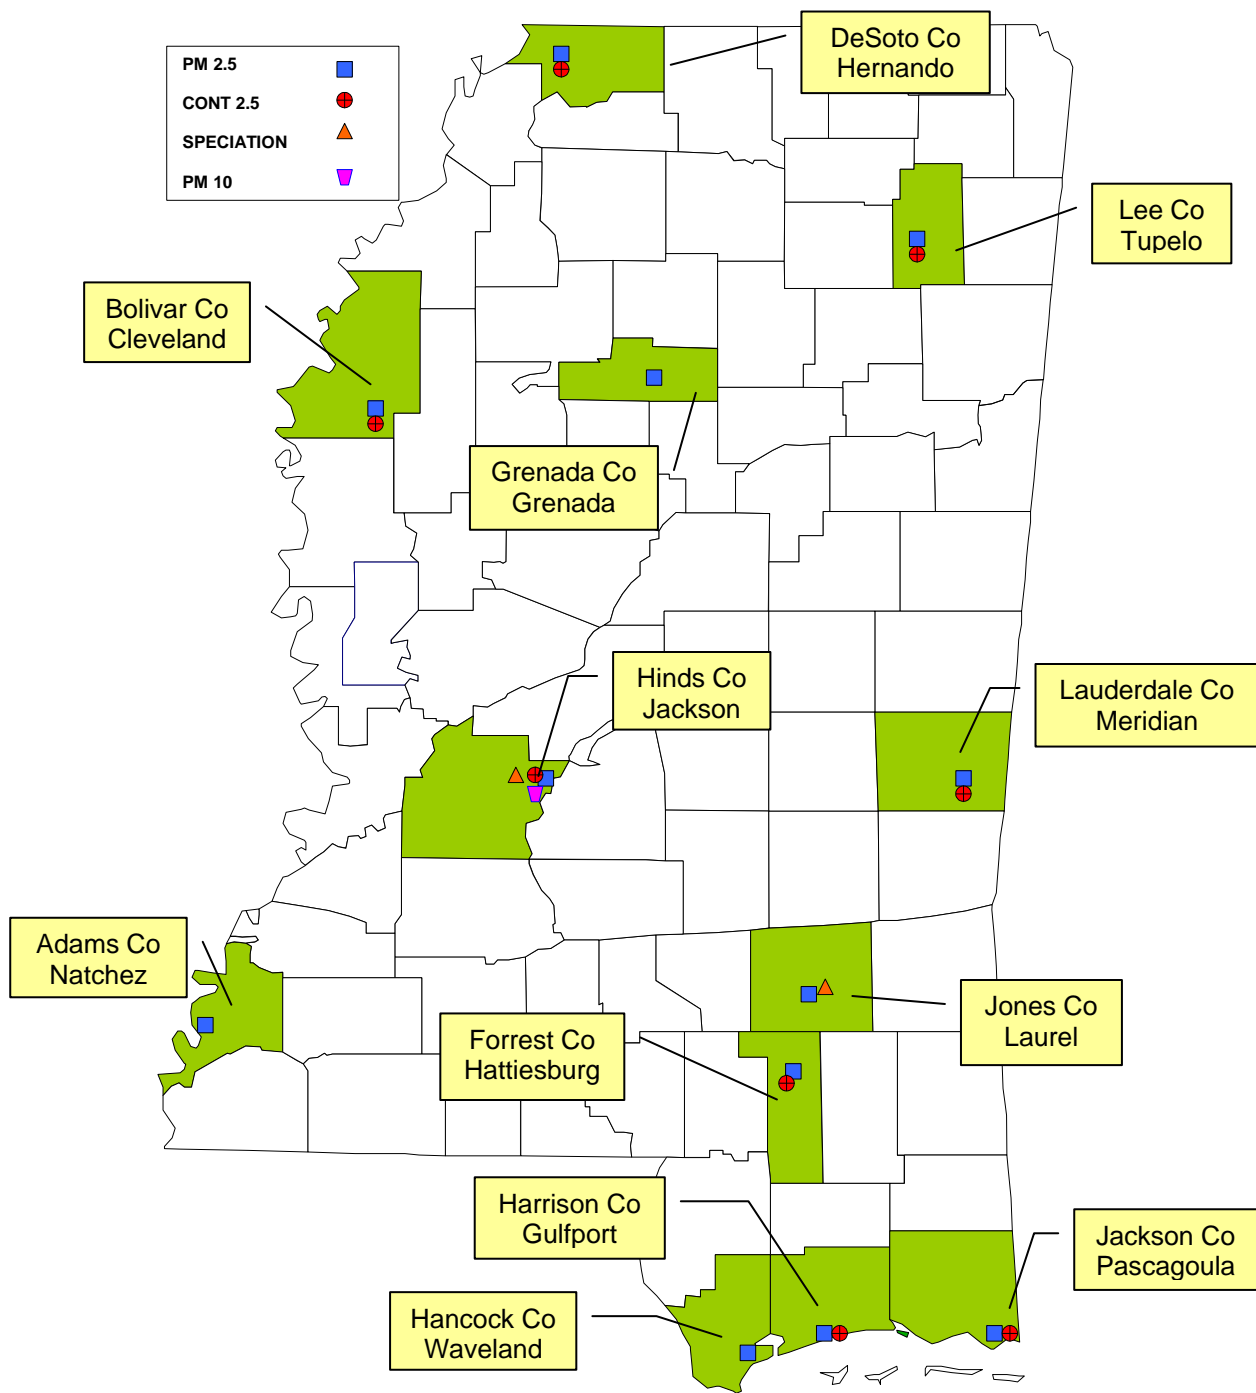 PM 2.5
CONT 2.5
SPECIATION
PM 10
DeSoto Co
Hernando
Lee Co
Tupelo
Bolivar Co
Cleveland
Grenada Co
Grenada
Hinds Co
Jackson
Lauderdale Co
Meridian
Adams Co
Natchez
Jones Co
Laurel
Forrest Co
Hattiesburg
Harrison Co
Gulfport
Jackson Co
Pascagoula
Hancock Co
Waveland